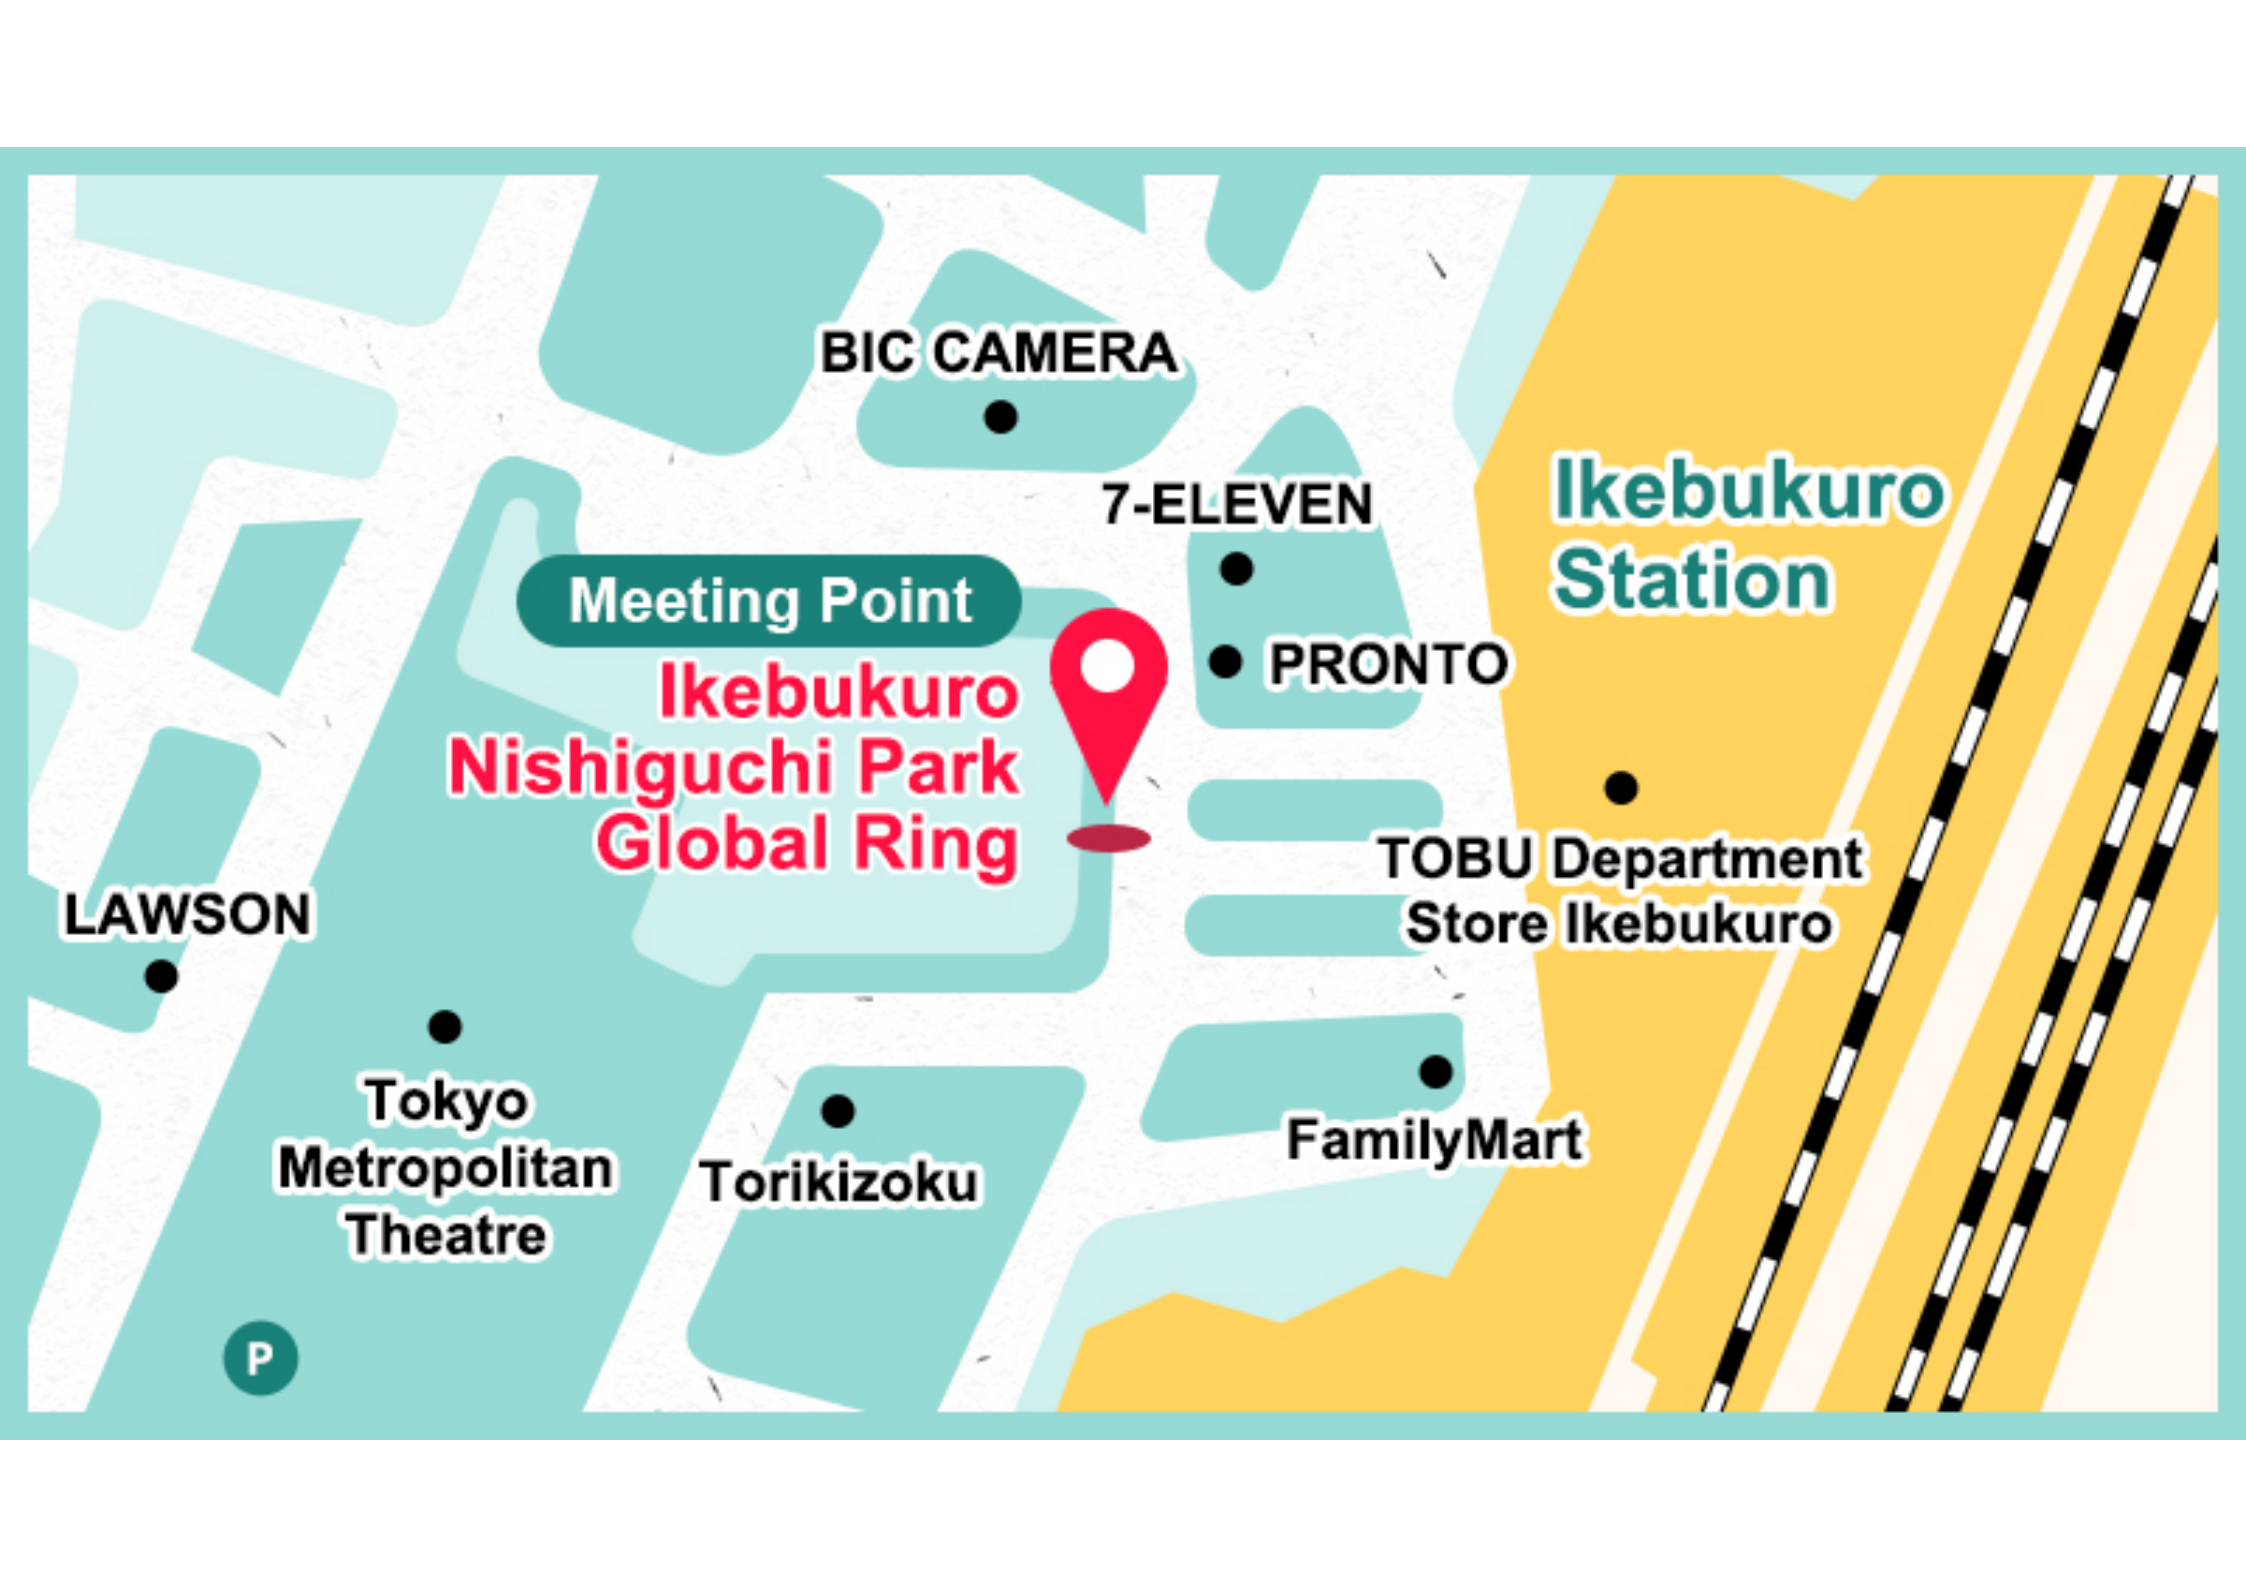 BIC CAMERA
7-ELEVEN
Ikebukuro
Station
Meeting Point
PRONTO
Ikebukuro
Nishiguchi Park
Global Ring
TOBU Department
Store Ikebukuro
LAWSON
Tokyo
Metropolitan
Theatre
Torikizoku
FamilyMart
P